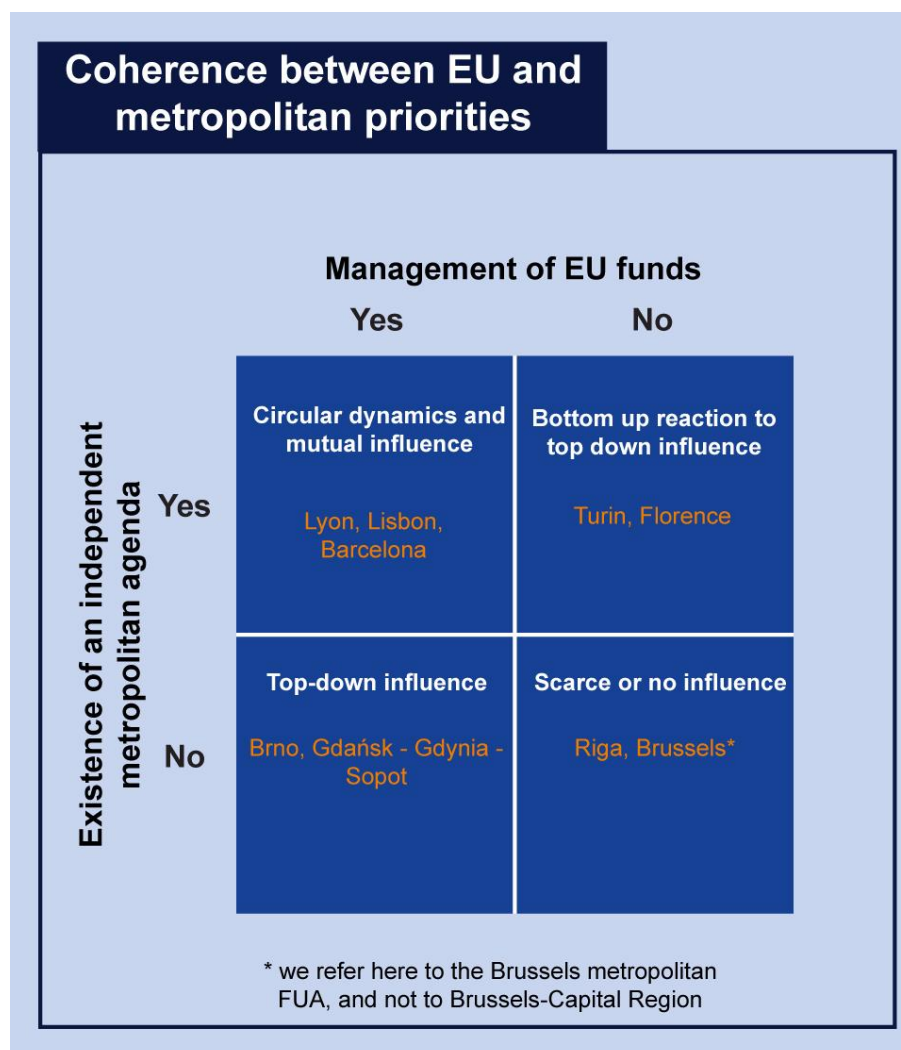 Coherence between EU and
metropolitan priorities
Management of EU funds
Yes
No
Existence of an independent
metropolitan agenda
Yes
Circular dynamics and
mutual influence
Lyon, Lisbon,
Barcelona
Bottom up reaction to
top down influence
Turin, Florence
No
Top-down influence
Brno, Gdańsk - Gdynia -
Sopot
Scarce or no influence
Riga, Brussels*
* we refer here to the Brussels metropolitan
FUA, and not to Brussels-Capital Region